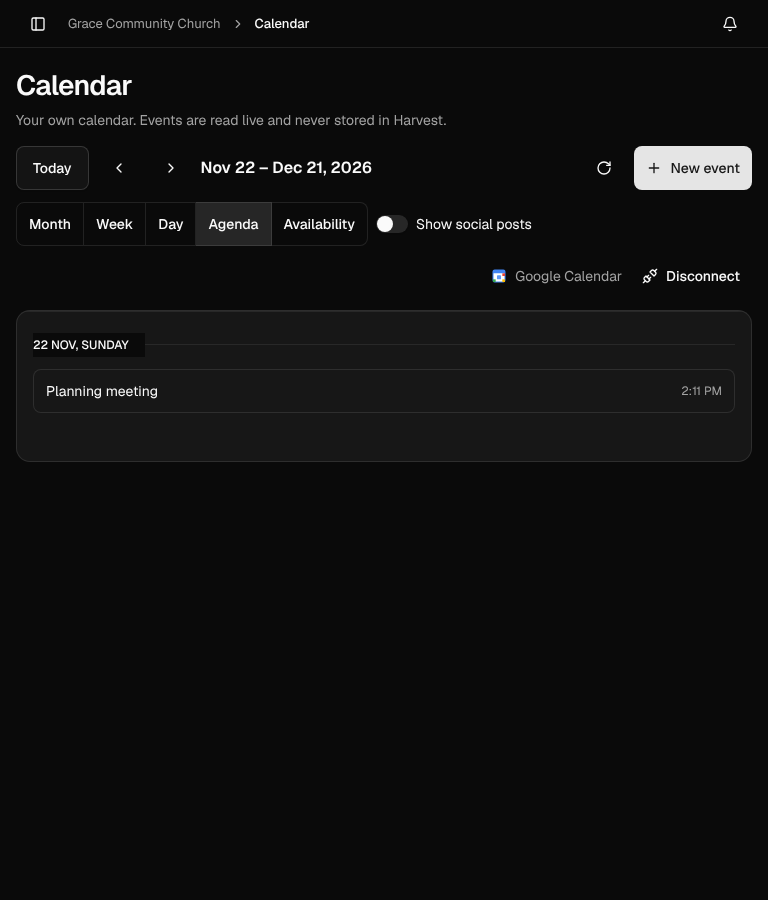 Grace Community Church > Calendar
Calendar
Your own calendar. Events are read live and never stored in Harvest.
Today
Nov 22 – Dec 21, 2026
New event
Month Week Day Agenda Availability Show social posts
Google Calendar Disconnect
22 NOV, SUNDAY
Planning meeting 2:11 PM